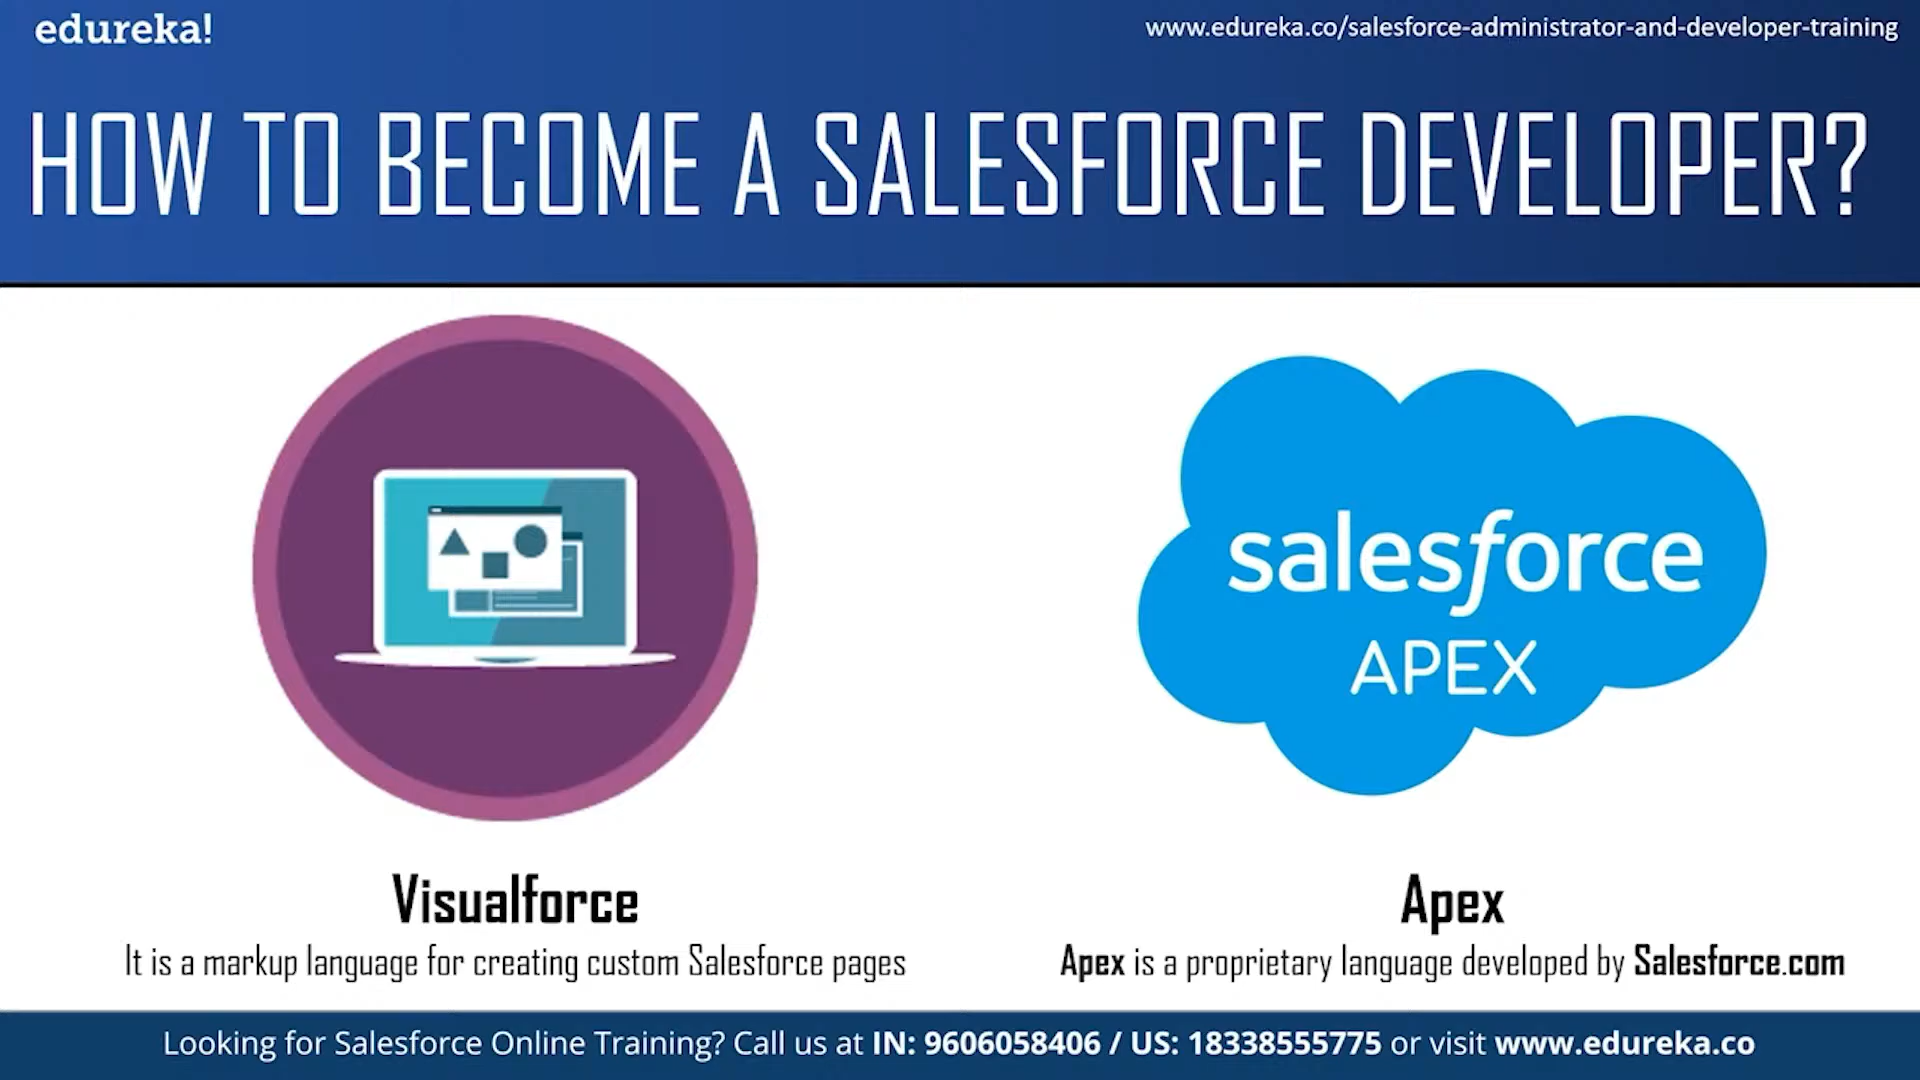 edureka!
www.edureka.co/salesforce-administrator-and-developer-training
HOW TO BECOME A SALESFORCE DEVELOPER?
salesforce
APEX
Visualforce
It is a markup language for creating custom Salesforce pages
Apex
Apex is a proprietary language developed by Salesforce.com
Looking for Salesforce Online Training? Call us at IN: 9606058406 / US: 18338555775 or visit www.edureka.co